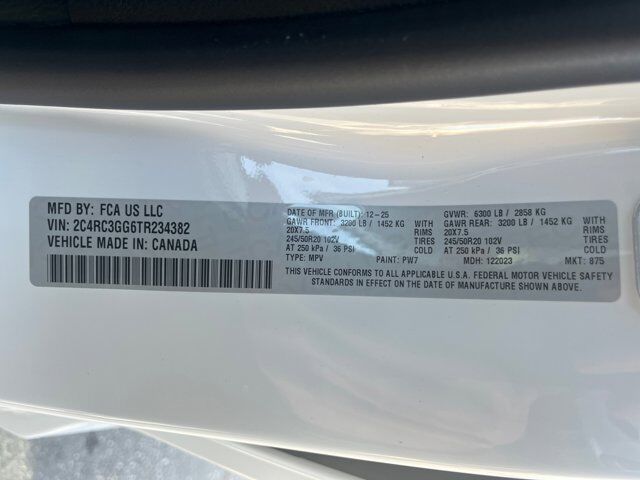 MFD BY: FCA US LLC
VIN: 2C4RC3GG6TR234382
VEHICLE MADE IN: CANADA
DATE OF MFR (BUILT): 12-25 GVWR: 6300 LB / 2858 KG
GAWR FRONT: 3200 LB / 1452 KG WITH GAWR REAR: 3200 LB / 1452 KG WITH
20X7.5 RIMS 20X7.5 RIMS
245/50R20 102V TIRES 245/50R20 102V TIRES
AT 250 kPa / 36 PSI COLD AT 250 kPa / 36 PSI COLD
TYPE: MPV PAINT: PW7 MDH: 122023 MKT: 875
THIS VEHICLE CONFORMS TO ALL APPLICABLE U.S.A. FEDERAL MOTOR VEHICLE SAFETY
STANDARDS IN EFFECT ON THE DATE OF MANUFACTURE SHOWN ABOVE.